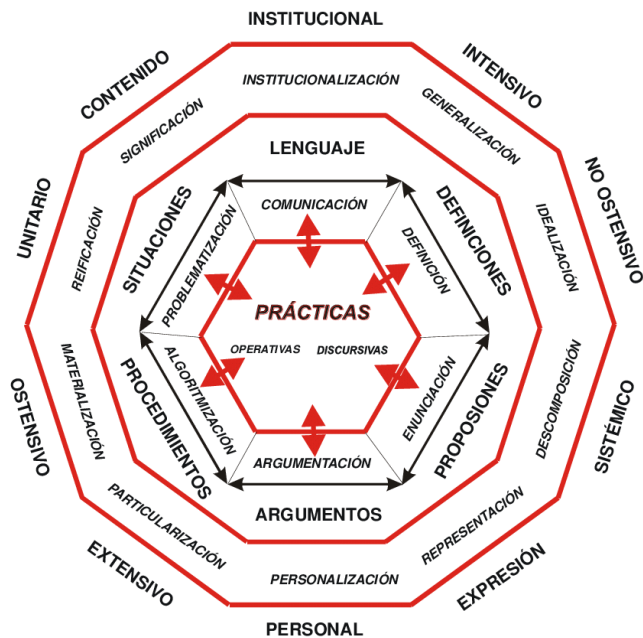 INSTITUCIONAL
CONTENIDO
INTENSIVO
INSTITUCIONALIZACIÓN
SIGNIFICACIÓN
GENERALIZACIÓN
LENGUAJE
UNITARIO
NO OSTENSIVO
REIFICACIÓN
SITUACIONES
PROBLEMATIZACIÓN
COMUNICACIÓN
DEFINICIÓN
DEFINICIONES
IDEALIZACIÓN
PRÁCTICAS
OPERATIVAS
DISCURSIVAS
OSTENSIVO
MATERIALIZACIÓN
PROCEDIMIENTOS
ALGORITMIZACIÓN
ENUNCIACIÓN
PROPOSIONES
DESCOMPOSICIÓN
SISTÉMICO
ARGUMENTACIÓN
ARGUMENTOS
PARTICULARIZACIÓN
REPRESENTACIÓN
PERSONALIZACIÓN
EXTENSIVO
EXPRESIÓN
PERSONAL